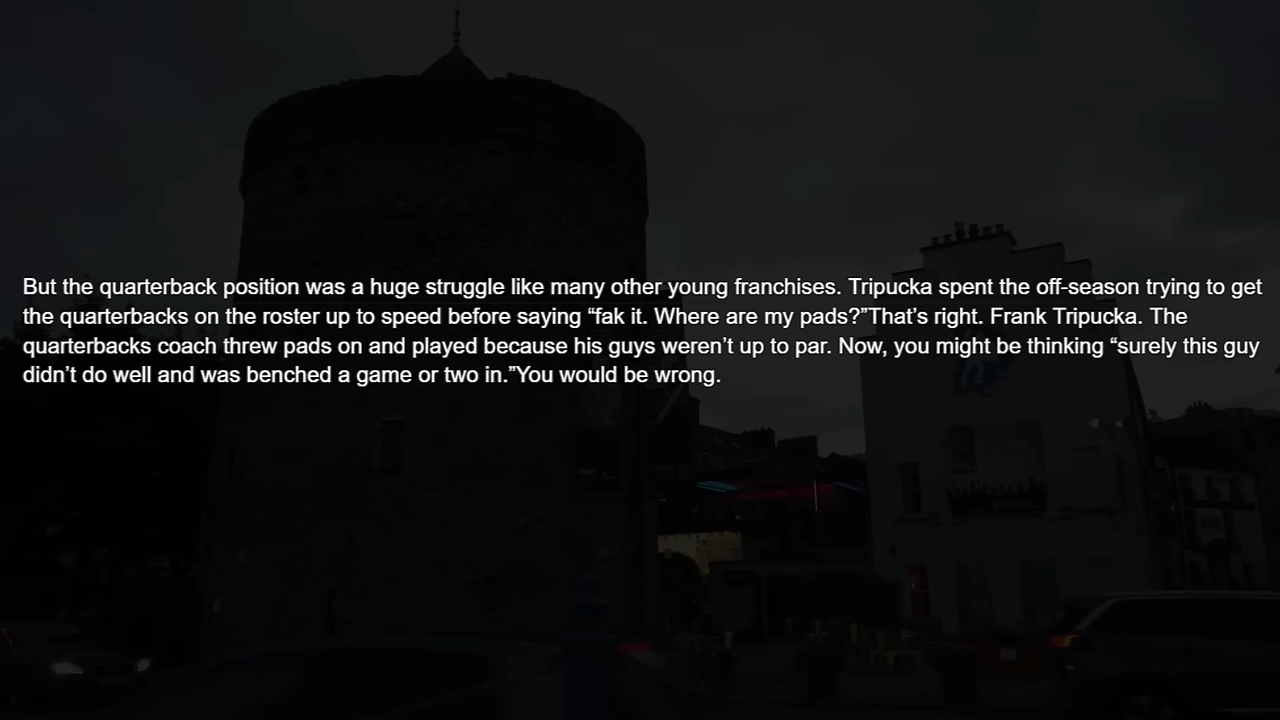 But the quarterback position was a huge struggle like many other young franchises. Tripucka spent the off-season trying to get
the quarterbacks on the roster up to speed before saying “fak it. Where are my pads?”That’s right. Frank Tripucka. The
quarterbacks coach threw pads on and played because his guys weren’t up to par. Now, you might be thinking “surely this guy
didn’t do well and was benched a game or two in.”You would be wrong.